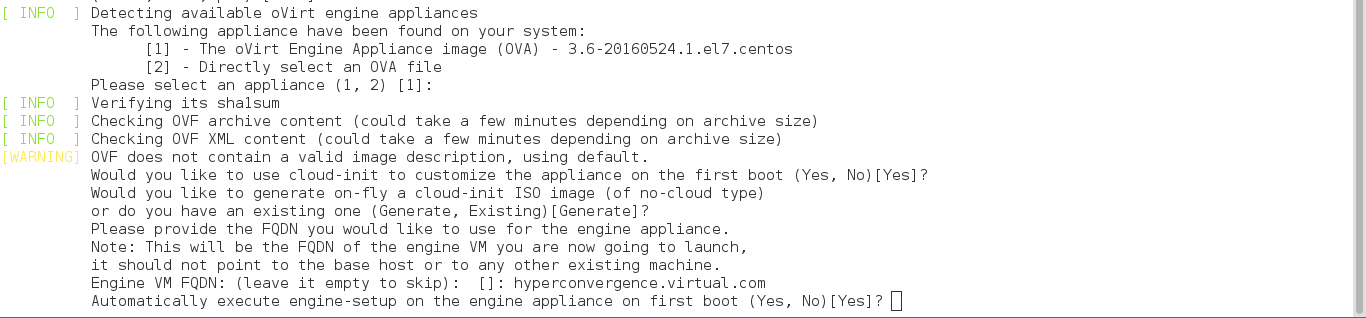 [ INFO  ] Detecting available oVirt engine appliances
The following appliance have been found on your system:
[1] - The oVirt Engine Appliance image (OVA) - 3.6-20160524.1.el7.centos
[2] - Directly select an OVA file
Please select an appliance (1, 2) [1]:
[ INFO  ] Verifying its sha1sum
[ INFO  ] Checking OVF archive content (could take a few minutes depending on archive size)
[ INFO  ] Checking OVF XML content (could take a few minutes depending on archive size)
[WARNING] OVF does not contain a valid image description, using default.
Would you like to use cloud-init to customize the appliance on the first boot (Yes, No)[Yes]?
Would you like to generate on-fly a cloud-init ISO image (of no-cloud type)
or do you have an existing one (Generate, Existing)[Generate]?
Please provide the FQDN you would like to use for the engine appliance.
Note: This will be the FQDN of the engine VM you are now going to launch,
it should not point to the base host or to any other existing machine.
Engine VM FQDN: (leave it empty to skip):  []: hyperconvergence.virtual.com
Automatically execute engine-setup on the engine appliance on first boot (Yes, No)[Yes]?